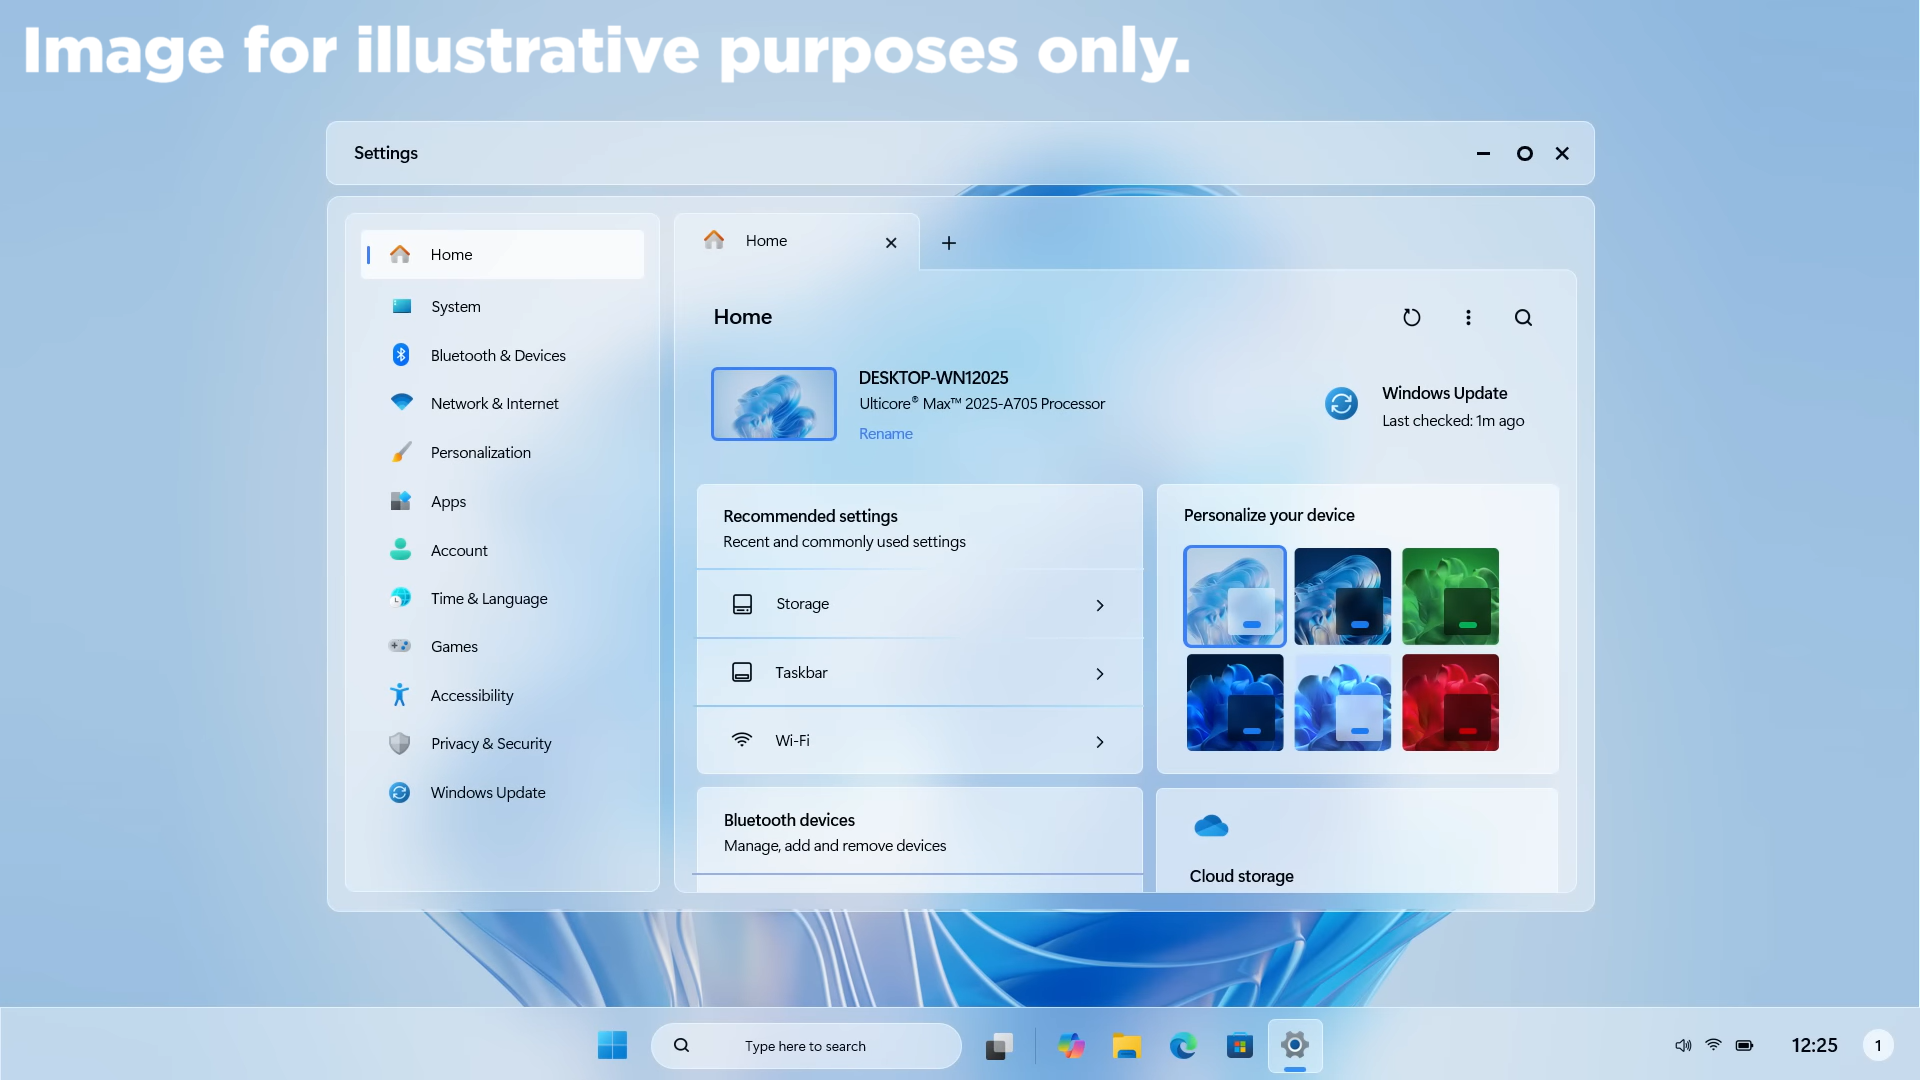 Image for illustrative purposes only.
Settings
Home
System
Bluetooth & Devices
Network & Internet
Personalization
Apps
Account
Time & Language
Games
Accessibility
Privacy & Security
Windows Update
Home
Home
DESKTOP-WN12025
Ulticore® Max™ 2025-A705 Processor
Rename
Windows Update
Last checked: 1m ago
Recommended settings
Recent and commonly used settings
Storage
Taskbar
Wi-Fi
Personalize your device
Bluetooth devices
Manage, add and remove devices
Cloud storage
Type here to search
12:25
1